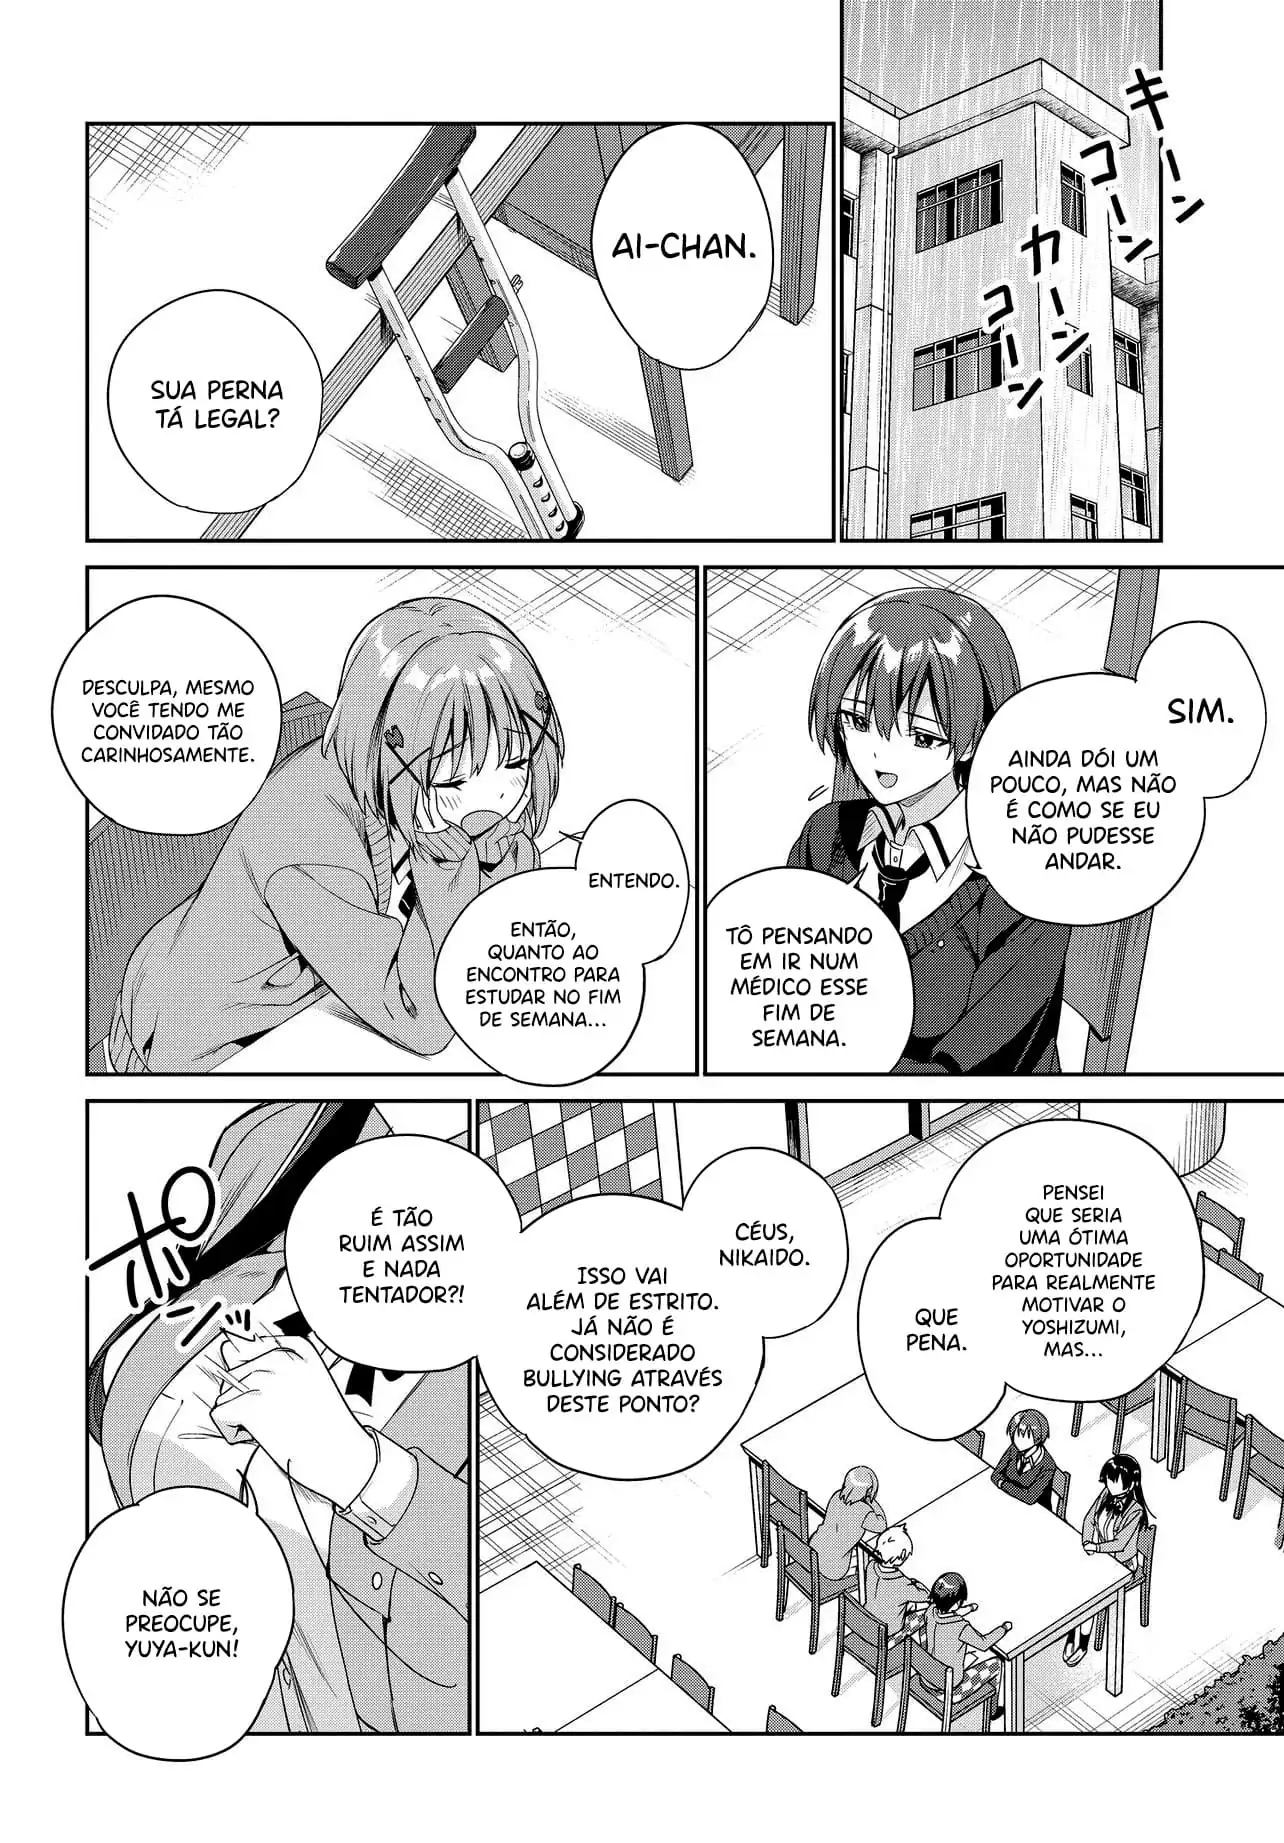 キーン
コーン
カーン
コーン
AI-CHAN.
SUA PERNA
TÁ LEGAL?
SIM.
AINDA DÓI UM
POUCO, MAS NÃO
É COMO SE EU
NÃO PUDESSE
ANDAR.
TÔ PENSANDO
EM IR NUM
MÉDICO ESSE
FIM DE
SEMANA.
ENTENDO.
ENTÃO,
QUANTO AO
ENCONTRO PARA
ESTUDAR NO FIM
DE SEMANA...
DESCULPA, MESMO
VOCÊ TENDO ME
CONVIDADO TÃO
CARINHOSAMENTE.
PENSEI
QUE SERIA
UMA ÓTIMA
OPORTUNIDADE
PARA REALMENTE
MOTIVAR O
YOSHIZUMI,
MAS...
QUE
PENA.
CÉUS,
NIKAIDO.
ISSO VAI
ALÉM DE ESTRITO.
JÁ NÃO É
CONSIDERADO
BULLYING ATRAVÉS
DESTE PONTO?
É TÃO
RUIM ASSIM
E NADA
TENTADOR?!
ポン
NÃO SE
PREOCUPE,
YUYA-KUN!